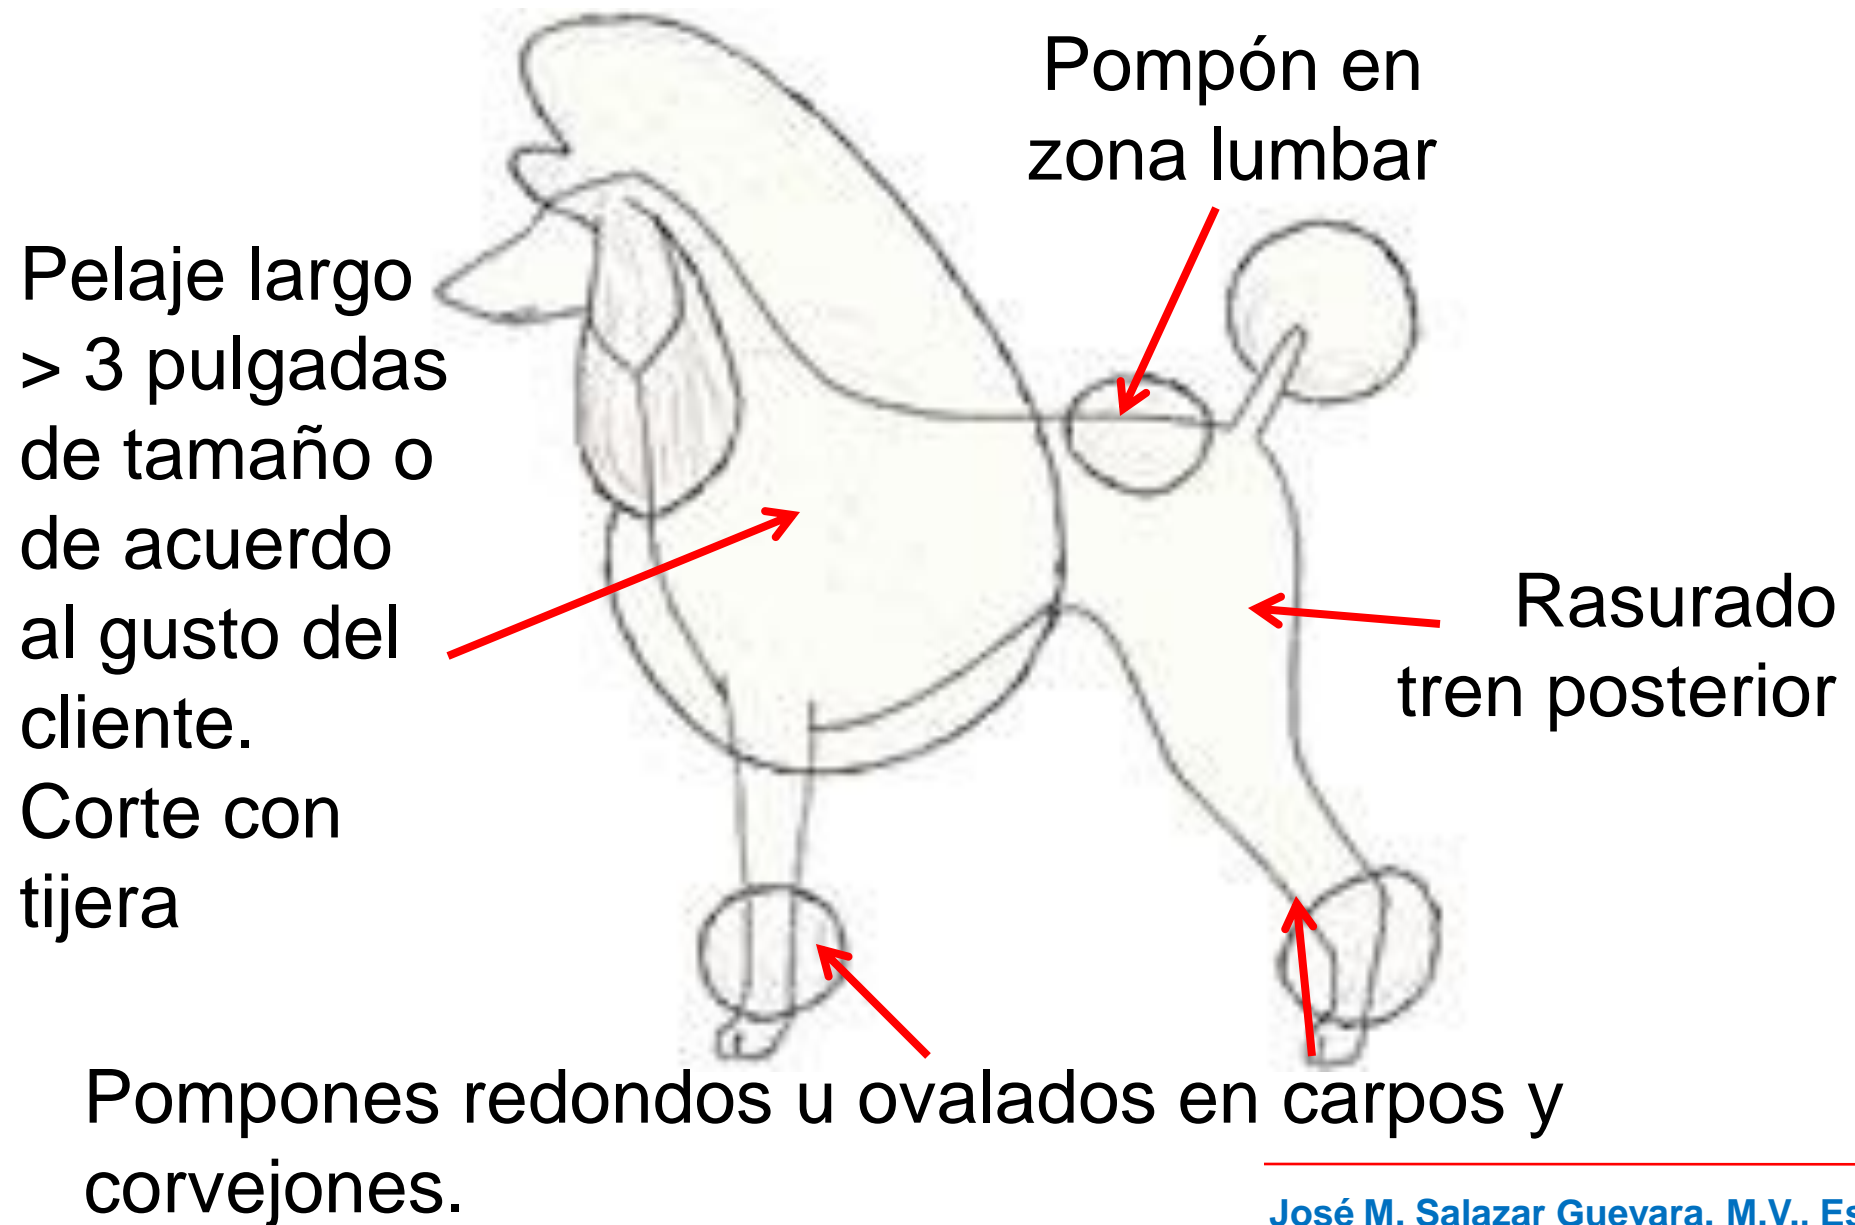 Pompón en
zona lumbar
Pelaje largo
> 3 pulgadas
de tamaño o
de acuerdo
al gusto del
cliente.
Corte con
tijera
Rasurado
tren posterior
Pompones redondos u ovalados en carpos y
corvejones.
José M. Salazar Guevara. M.V.. Es